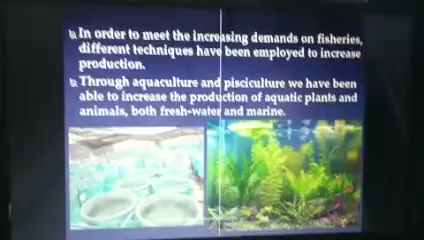 In order to meet the increasing demands on fisheries,
different techniques have been employed to increase
production.
Through aquaculture and pisciculture we have been
able to increase the production of aquatic plants and
animals, both fresh-water and marine.